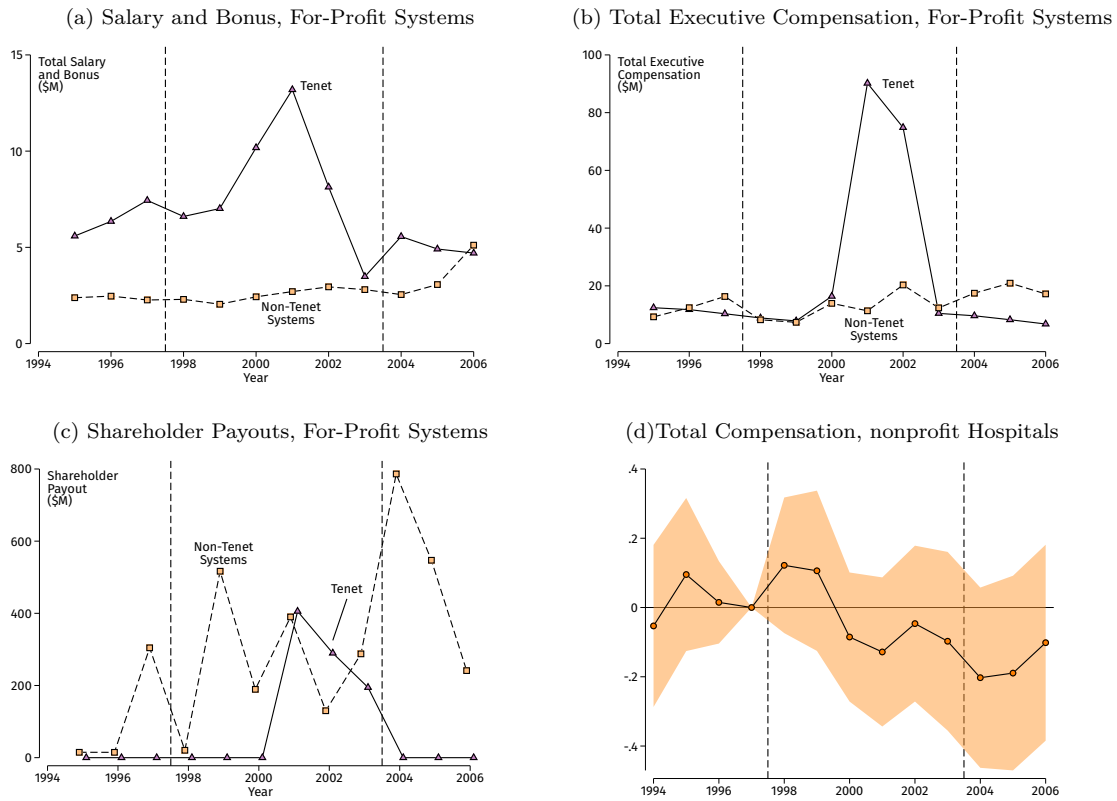 (a) Salary and Bonus, For-Profit Systems
15
10
5
0
Total Salary
and Bonus
($M)
Tenet
Non-Tenet
Systems
1994 1996 1998 2000 2002 2004 2006
Year
(b) Total Executive Compensation, For-Profit Systems
100
80
60
40
20
0
Total Executive
Compensation
($M)
Tenet
Non-Tenet
Systems
1994 1996 1998 2000 2002 2004 2006
Year
(c) Shareholder Payouts, For-Profit Systems
800
600
400
200
0
Shareholder
Payout
($M)
Non-Tenet
Systems
Tenet
1994 1996 1998 2000 2002 2004 2006
Year
(d)Total Compensation, nonprofit Hospitals
.4
.2
0
-.2
-.4
1994 1996 1998 2000 2002 2004 2006